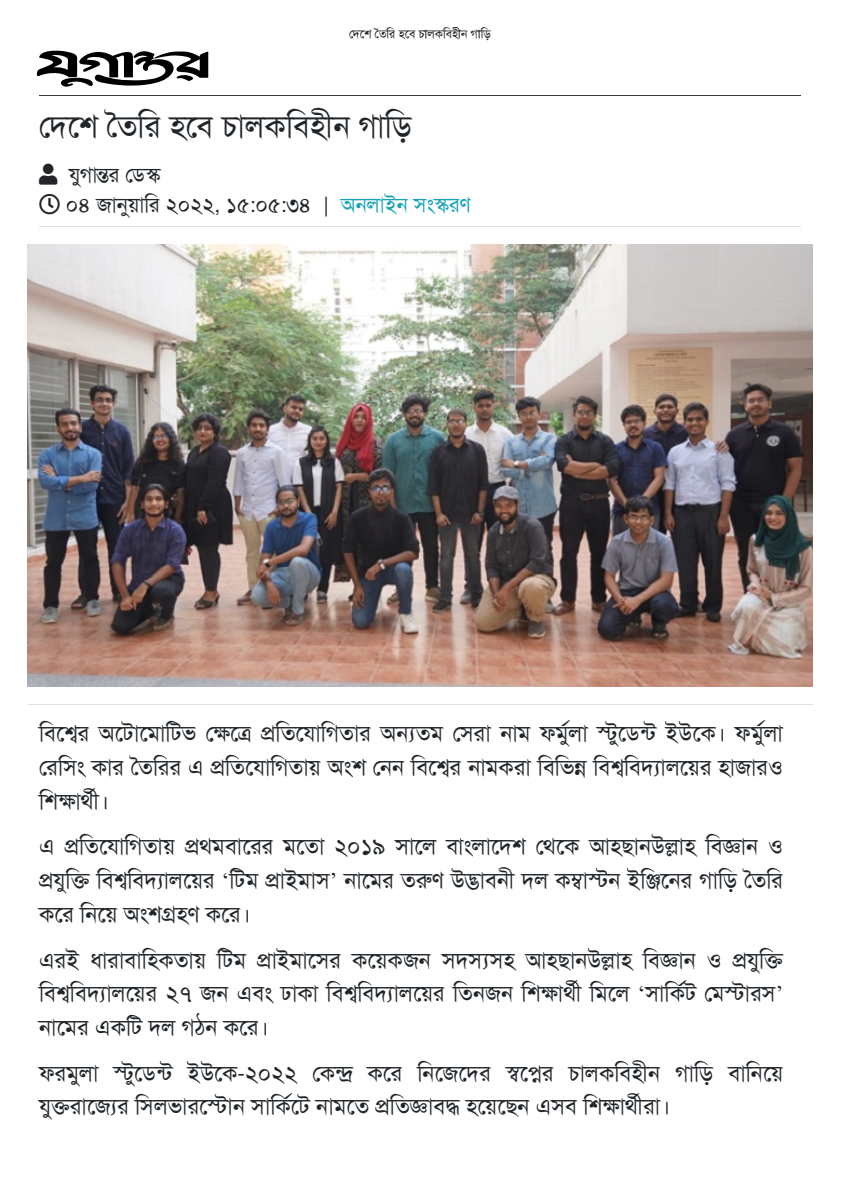 দেশে তৈরি হবে চালকবিহীন গাড়ি
যুগান্তর
দেশে তৈরি হবে চালকবিহীন গাড়ি
যুগান্তর ডেস্ক
০৪ জানুয়ারি ২০২২, ১৫:০৫:৩৪ | অনলাইন সংস্করণ
বিশ্বের অটোমোটিভ ক্ষেত্রে প্রতিযোগিতার অন্যতম সেরা নাম ফর্মুলা স্টুডেন্ট ইউকে। ফর্মুলা
রেসিং কার তৈরির এ প্রতিযোগিতায় অংশ নেন বিশ্বের নামকরা বিভিন্ন বিশ্ববিদ্যালয়ের হাজারও
শিক্ষার্থী।
এ প্রতিযোগিতায় প্রথমবারের মতো ২০১৯ সালে বাংলাদেশ থেকে আহছানউল্লাহ বিজ্ঞান ও
প্রযুক্তি বিশ্ববিদ্যালয়ের ‘টিম প্রাইমাস’ নামের তরুণ উদ্ভাবনী দল কম্বাস্টন ইঞ্জিনের গাড়ি তৈরি
করে নিয়ে অংশগ্রহণ করে।
এরই ধারাবাহিকতায় টিম প্রাইমাসের কয়েকজন সদস্যসহ আহছানউল্লাহ বিজ্ঞান ও প্রযুক্তি
বিশ্ববিদ্যালয়ের ২৭ জন এবং ঢাকা বিশ্ববিদ্যালয়ের তিনজন শিক্ষার্থী মিলে ‘সার্কিট মেস্টারস’
নামের একটি দল গঠন করে।
ফরমুলা স্টুডেন্ট ইউকে-২০২২ কেন্দ্র করে নিজেদের স্বপ্নের চালকবিহীন গাড়ি বানিয়ে
যুক্তরাজ্যের সিলভারস্টোন সার্কিটে নামতে প্রতিজ্ঞাবদ্ধ হয়েছেন এসব শিক্ষার্থীরা।